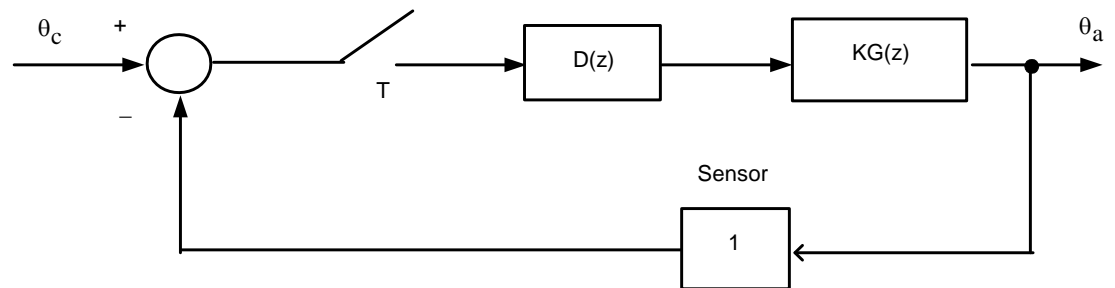 θc + θa
D(z) KG(z)
T
−
Sensor
1